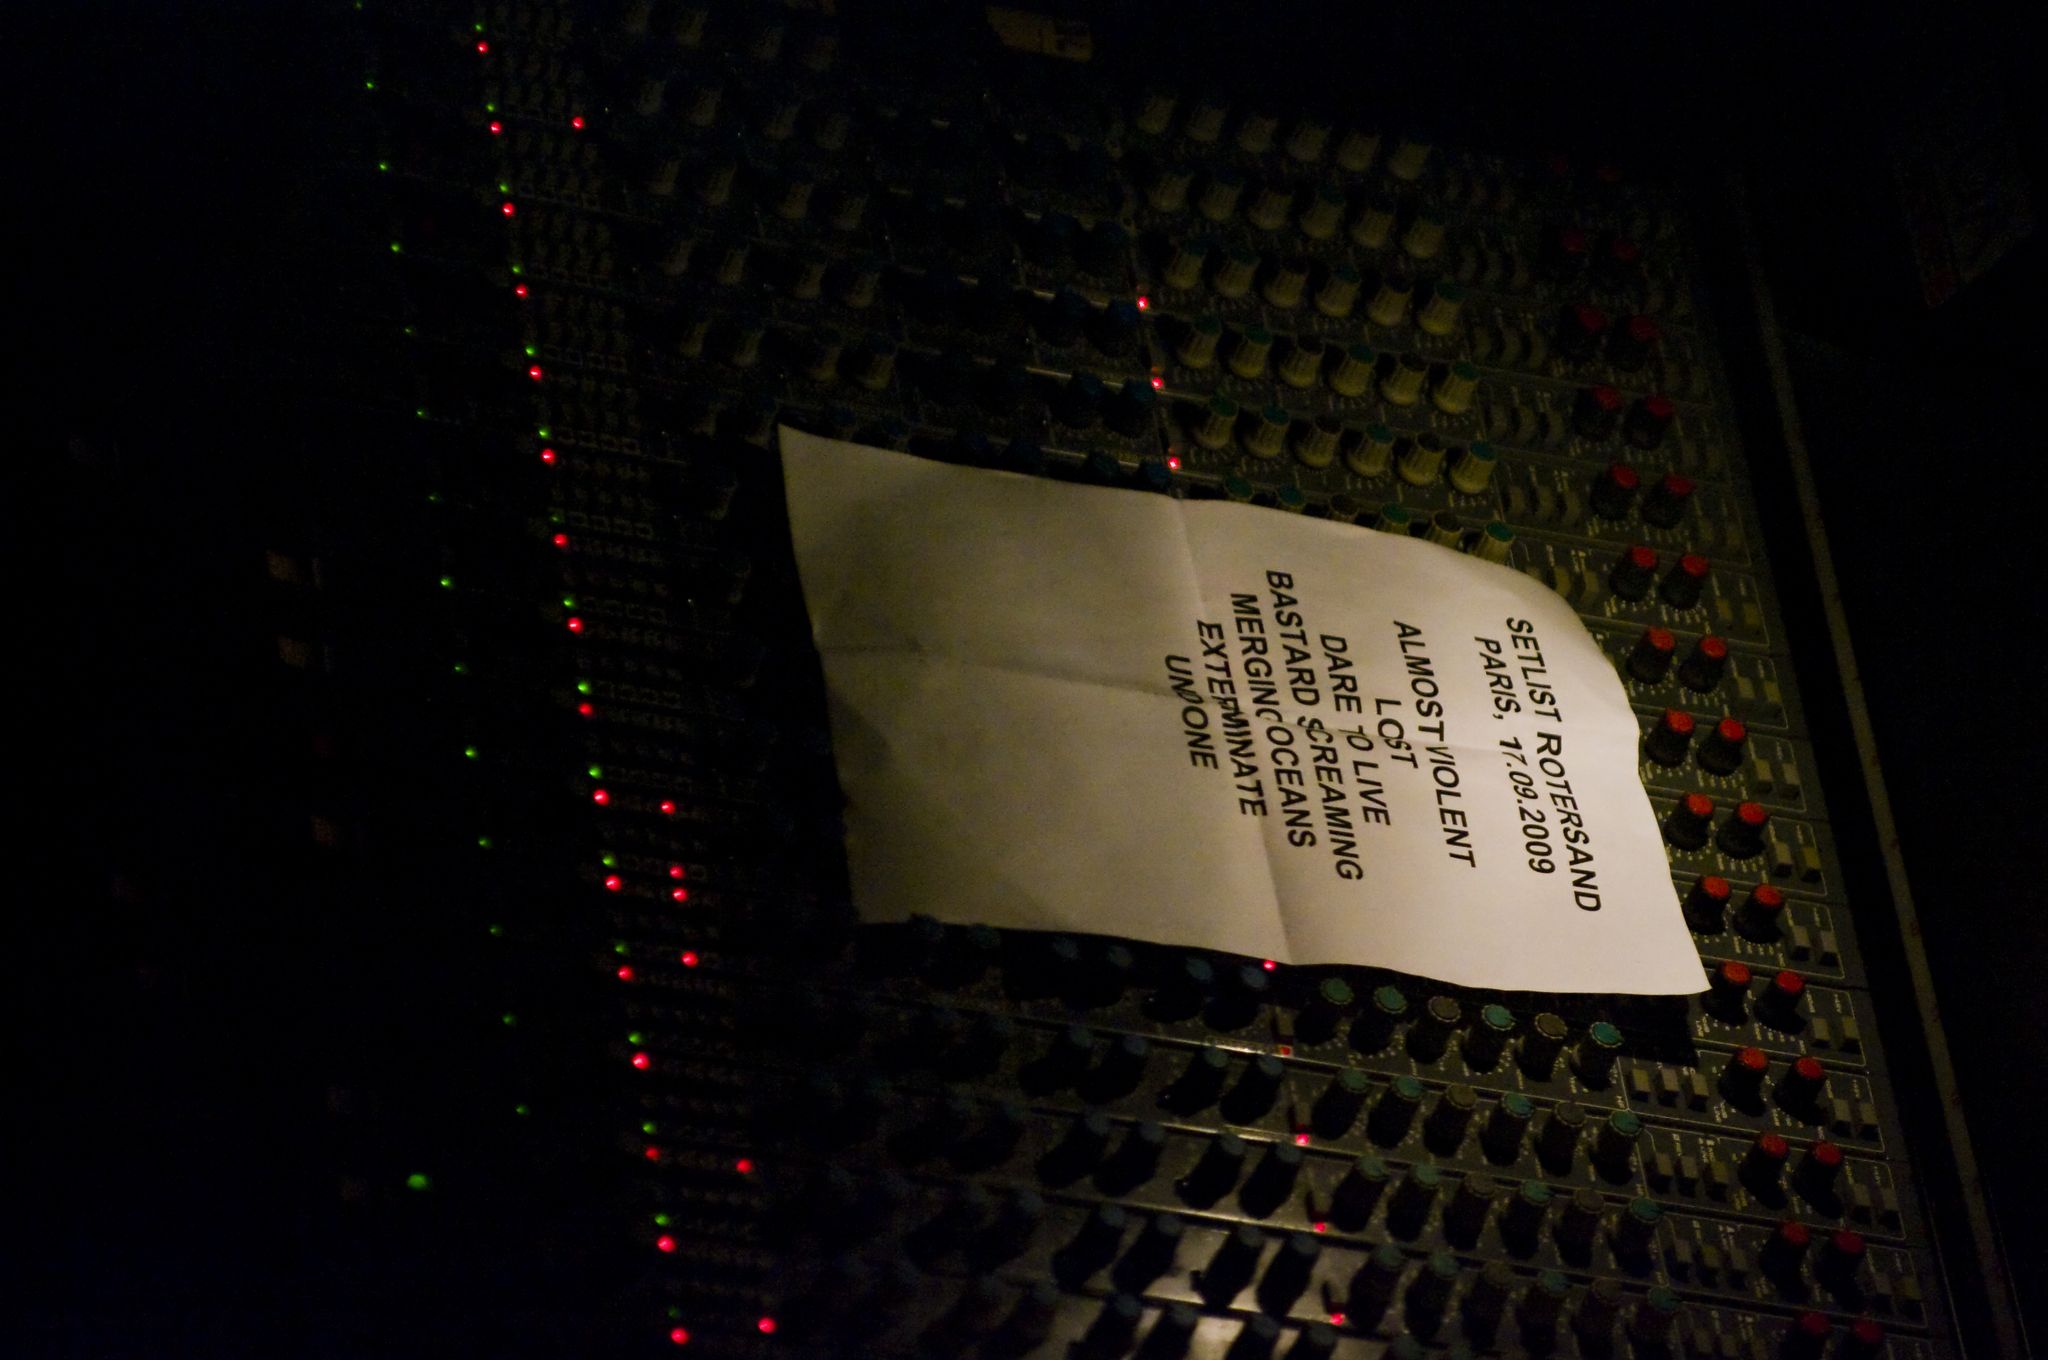 SETLIST ROTERSAND
PARIS, 17.09.2009
ALMOST VIOLENT
LOST
DARE TO LIVE
BASTARD SCREAMING
MERGING OCEANS
EXTERMINATE
UNDONE